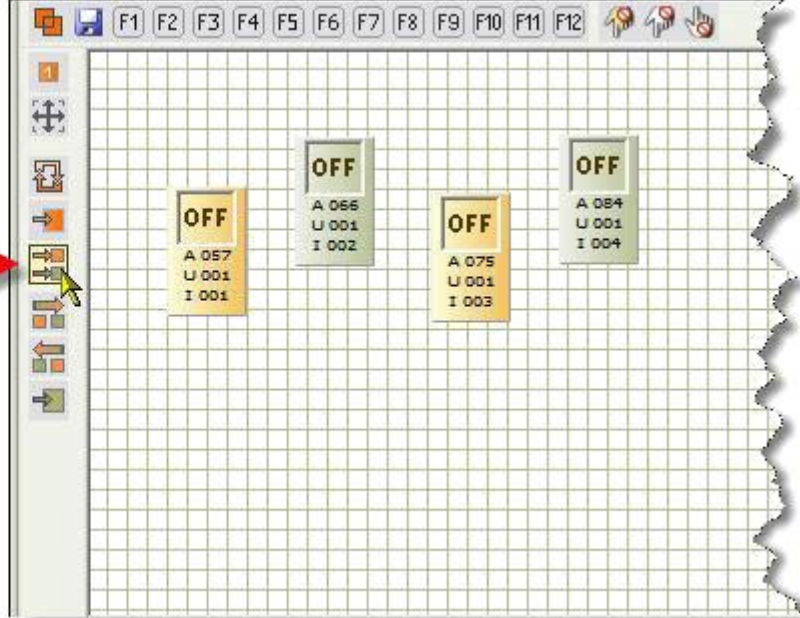 F1 F2 F3 F4 F5 F6 F7 F8 F9 F10 F11 F12
1
OFF
A 057
U 001
I 001
OFF
A 066
U 001
I 002
OFF
A 075
U 001
I 003
OFF
A 084
U 001
I 004